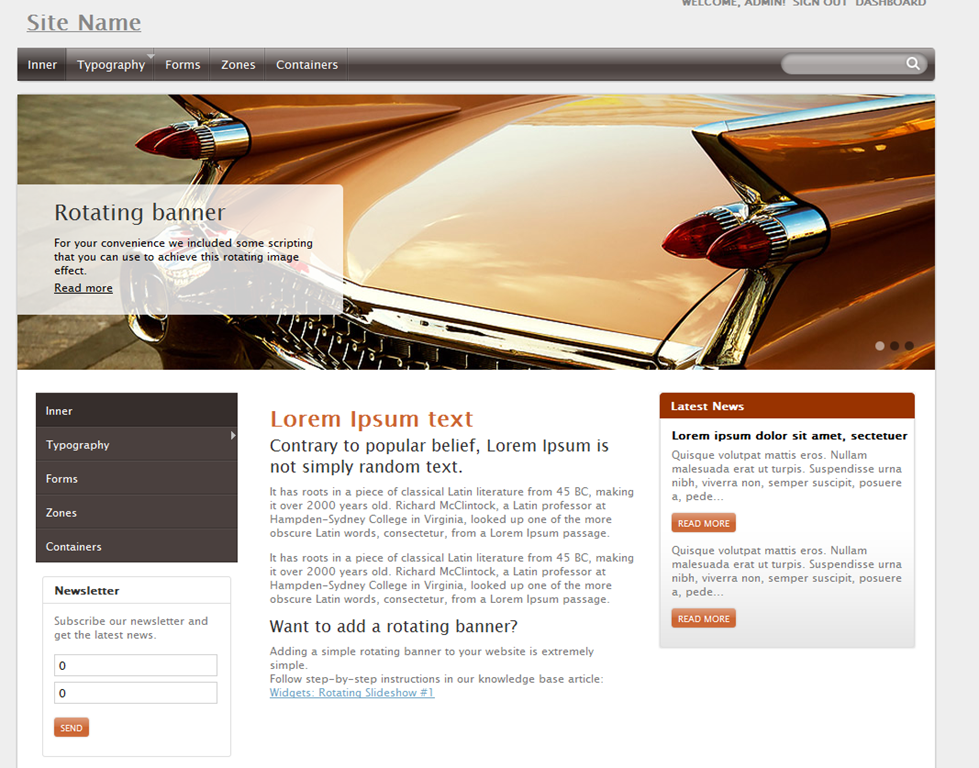 WELCOME, ADMIN! SIGN OUT DASHBOARD
Site Name
Inner Typography Forms Zones Containers
Rotating banner
For your convenience we included some scripting
that you can use to achieve this rotating image
effect.
Read more
Inner
Typography
Forms
Zones
Containers
Newsletter
Subscribe our newsletter and
get the latest news.
0
0
SEND
Lorem Ipsum text
Contrary to popular belief, Lorem Ipsum is
not simply random text.
It has roots in a piece of classical Latin literature from 45 BC, making
it over 2000 years old. Richard McClintock, a Latin professor at
Hampden-Sydney College in Virginia, looked up one of the more
obscure Latin words, consectetur, from a Lorem Ipsum passage.
It has roots in a piece of classical Latin literature from 45 BC, making
it over 2000 years old. Richard McClintock, a Latin professor at
Hampden-Sydney College in Virginia, looked up one of the more
obscure Latin words, consectetur, from a Lorem Ipsum passage.
Want to add a rotating banner?
Adding a simple rotating banner to your website is extremely
simple.
Follow step-by-step instructions in our knowledge base article:
Widgets: Rotating Slideshow #1
Latest News
Lorem ipsum dolor sit amet, sectetuer
Quisque volutpat mattis eros. Nullam
malesuada erat ut turpis. Suspendisse urna
nibh, viverra non, semper suscipit, posuere
a, pede...
READ MORE
Quisque volutpat mattis eros. Nullam
malesuada erat ut turpis. Suspendisse urna
nibh, viverra non, semper suscipit, posuere
a, pede...
READ MORE